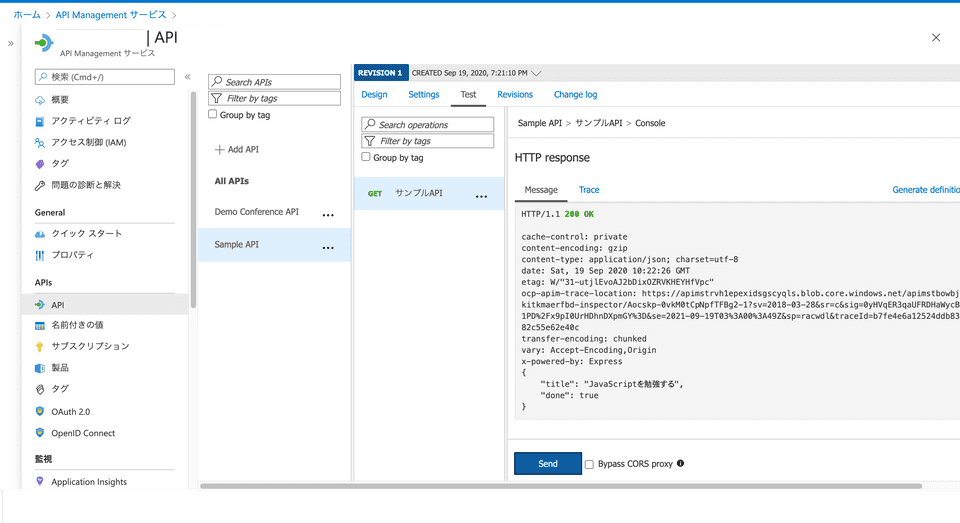 ホーム > API Management サービス >
» | API
API Management サービス
検索 (Cmd+/) «
概要
アクティビティ ログ
アクセス制御 (IAM)
タグ
問題の診断と解決
General
クイック スタート
プロパティ
APIs
API
名前付きの値
サブスクリプション
製品
タグ
OAuth 2.0
OpenID Connect
監視
Application Insights
Search APIs
Filter by tags
Group by tag
+ Add API
All APIs
Demo Conference API ...
Sample API ...
REVISION 1 CREATED Sep 19, 2020, 7:21:10 PM
Design Settings Test Revisions Change log
Search operations
Filter by tags
Group by tag
GET サンプルAPI ...
Sample API > サンプルAPI > Console
HTTP response
Message Trace Generate definitio
HTTP/1.1 200 OK
cache-control: private
content-encoding: gzip
content-type: application/json; charset=utf-8
date: Sat, 19 Sep 2020 10:22:26 GMT
etag: W/"31-utjlEvoAJ2bDixOZRVKHEYHfVpc"
ocp-apim-trace-location: https://apimstrvh1epexidsgscyqls.blob.core.windows.net/apimstbowbj
kitkmaerfbd-inspector/Aocskp-0vkM0tCpNpfTFBg2-1?sv=2018-03-28&sr=c&sig=0yHVqER3qaUFRDHaWycB
1PD%2Fx9pI0UrHDhnDXpmGY%3D&se=2021-09-19T03%3A00%3A49Z&sp=racwdl&traceId=b7fe4e6a12524ddb83
82c55e62e40c
transfer-encoding: chunked
vary: Accept-Encoding,Origin
x-powered-by: Express
{
"title": "JavaScriptを勉強する",
"done": true
}
Send Bypass CORS proxy